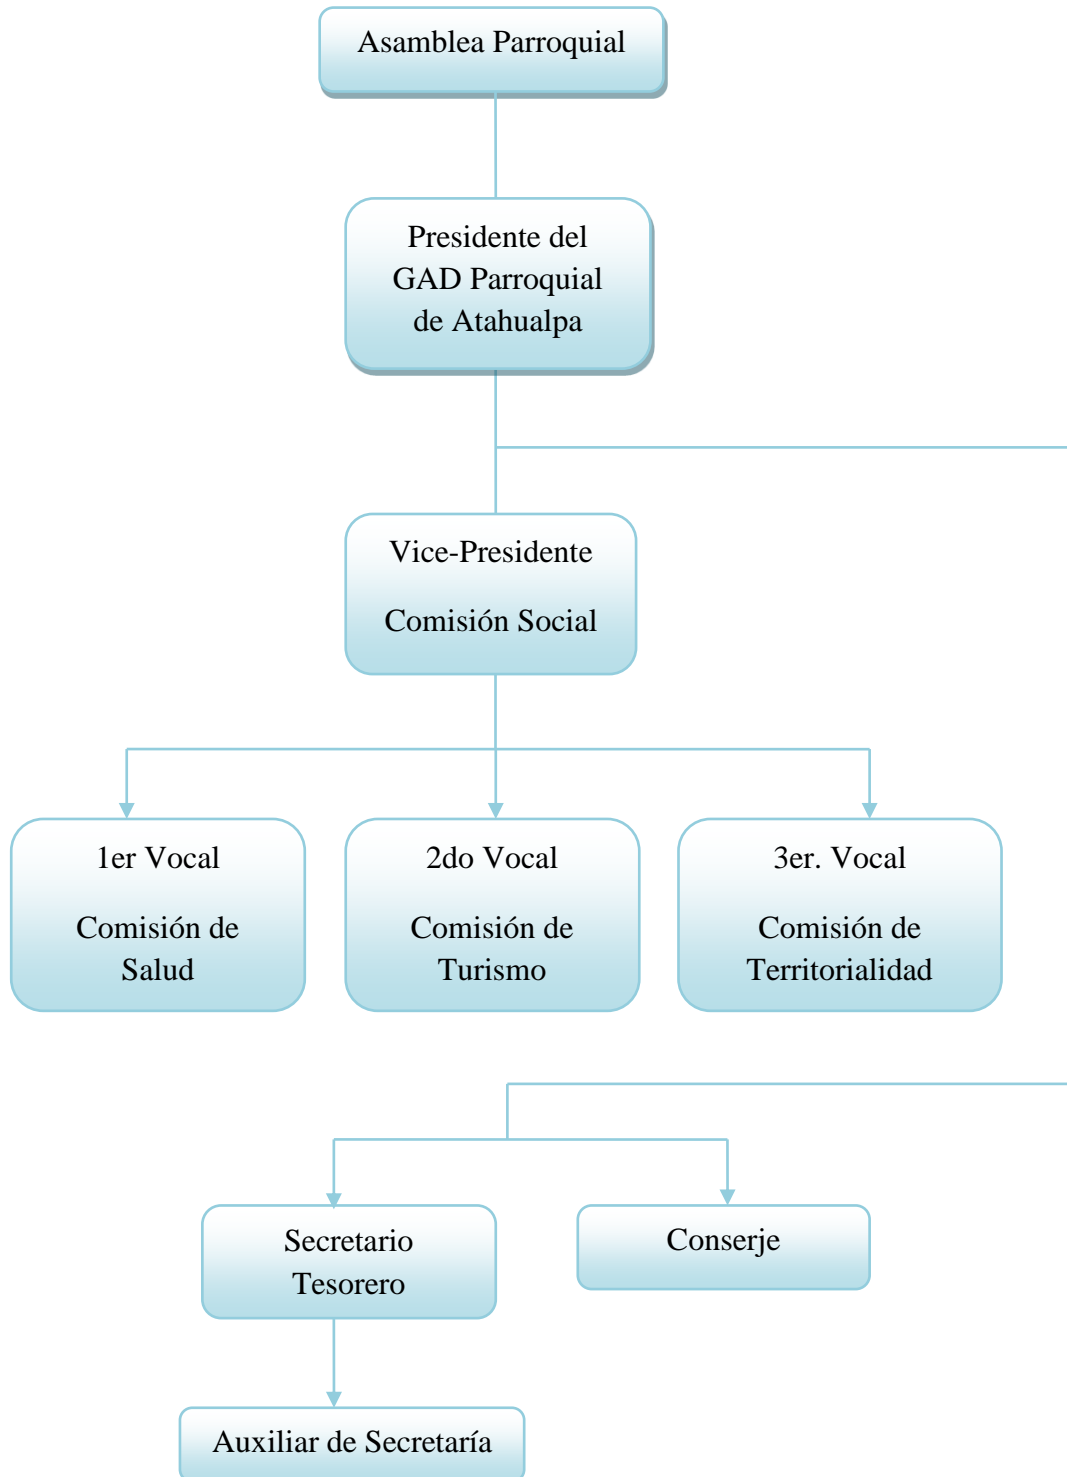 Asamblea Parroquial
Presidente del
GAD Parroquial
de Atahualpa
Vice-Presidente
Comisión Social
1er Vocal
Comisión de
Salud
2do Vocal
Comisión de
Turismo
3er. Vocal
Comisión de
Territorialidad
Secretario
Tesorero
Conserje
Auxiliar de Secretaría